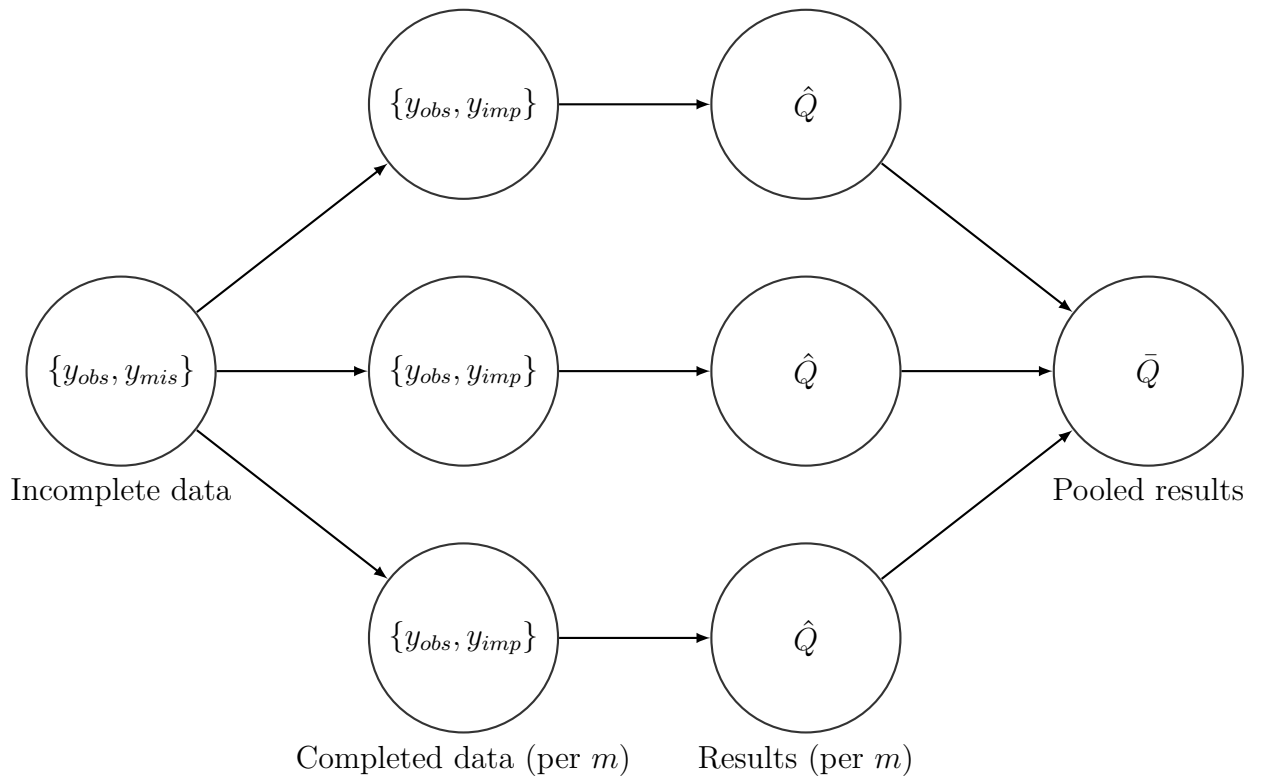 {y_obs, y_imp}
Q̂
{y_obs, y_mis}
{y_obs, y_imp}
Q̂
Q̄
Incomplete data
Pooled results
{y_obs, y_imp}
Q̂
Completed data (per m)
Results (per m)